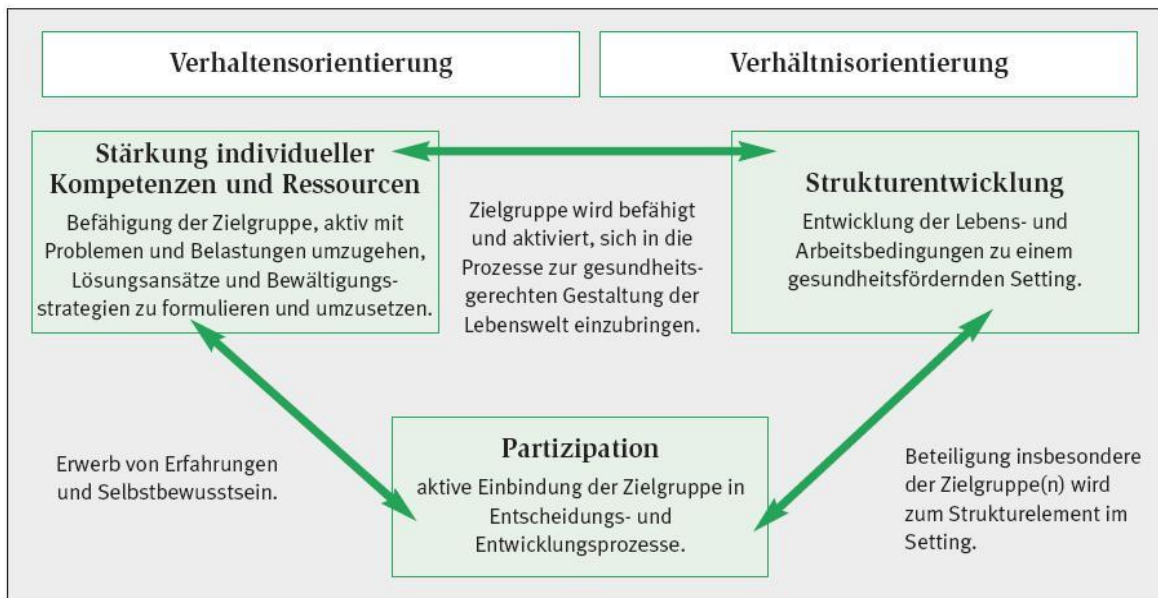 Verhaltensorientierung
Verhältnisorientierung
Stärkung individueller
Kompetenzen und Ressourcen
Befähigung der Zielgruppe, aktiv mit
Problemen und Belastungen umzugehen,
Lösungsansätze und Bewältigungs-
strategien zu formulieren und umzusetzen.
Zielgruppe wird befähigt
und aktiviert, sich in die
Prozesse zur gesundheits-
gerechten Gestaltung der
Lebenswelt einzubringen.
Strukturentwicklung
Entwicklung der Lebens- und
Arbeitsbedingungen zu einem
gesundheitsfördernden Setting.
Erwerb von Erfahrungen
und Selbstbewusstsein.
Partizipation
aktive Einbindung der Zielgruppe in
Entscheidungs- und
Entwicklungsprozesse.
Beteiligung insbesondere
der Zielgruppe(n) wird
zum Strukturelement im
Setting.